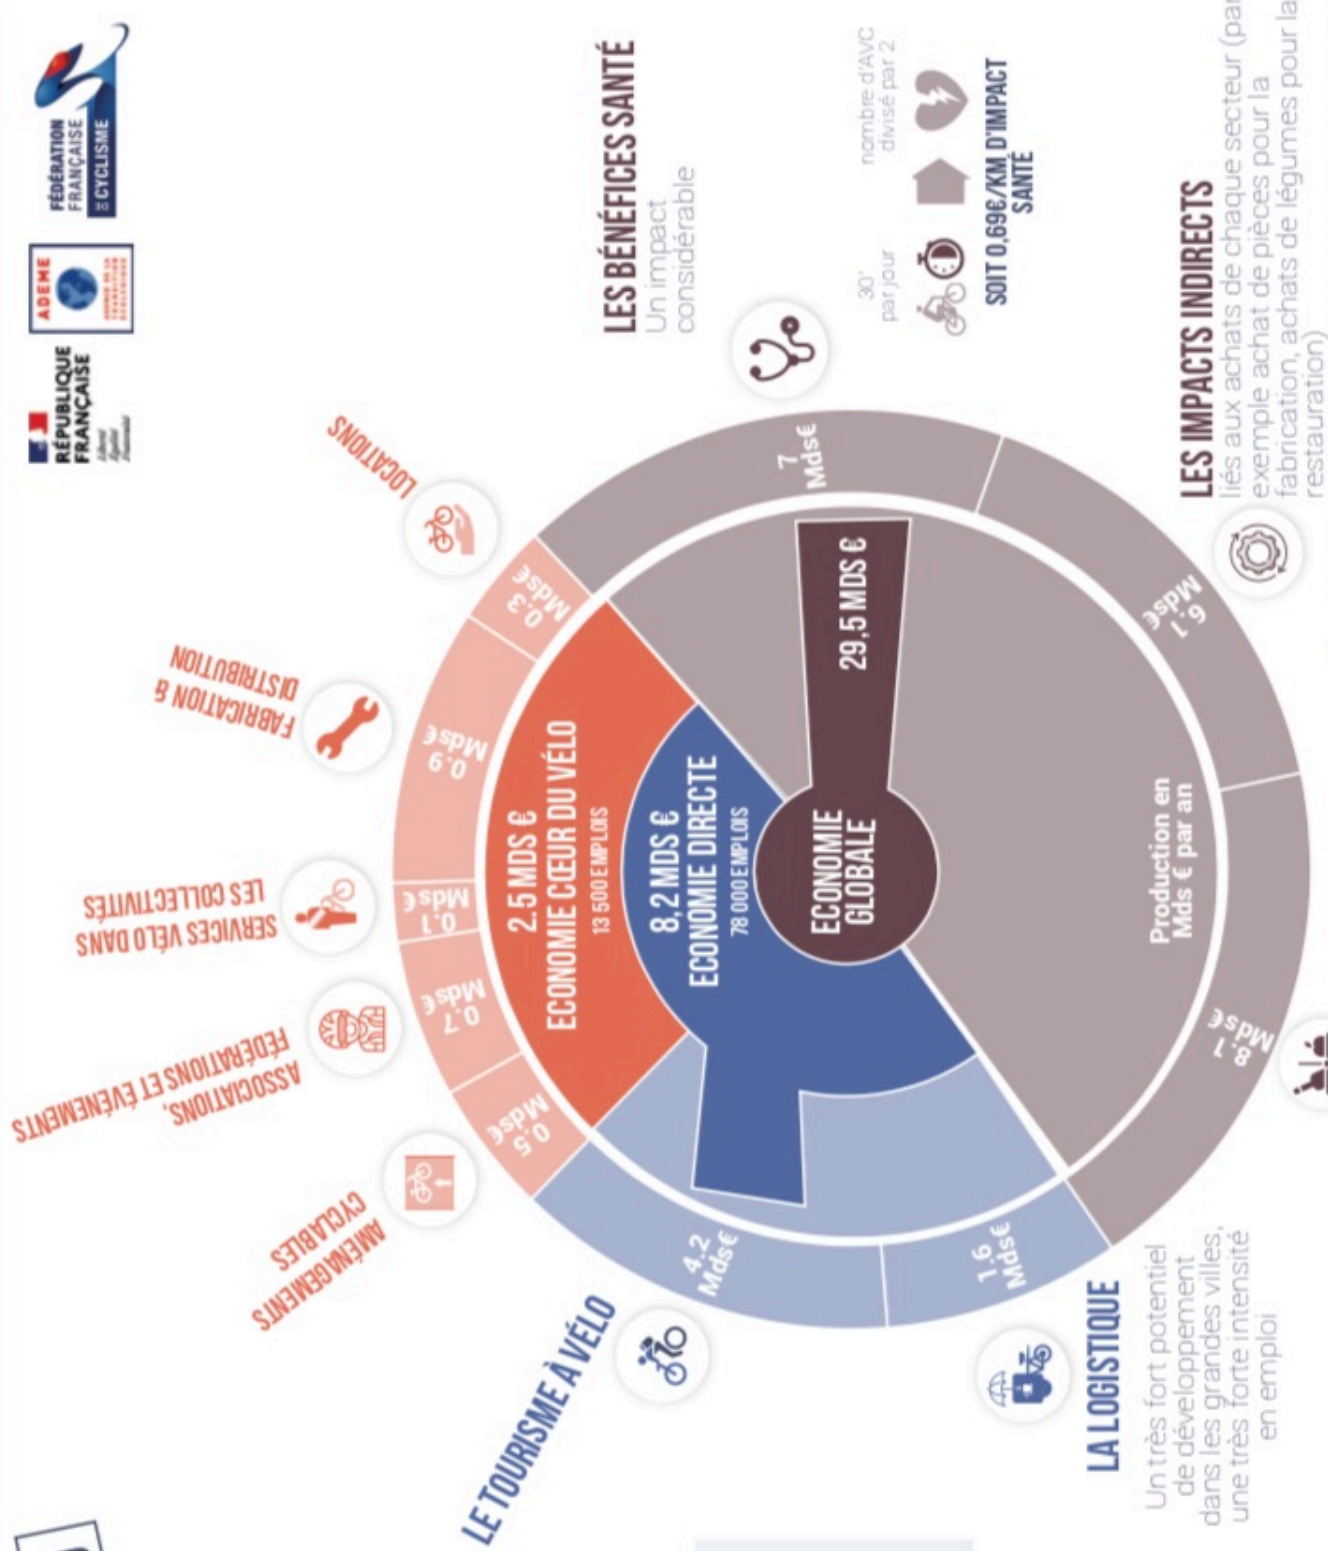 RÉPUBLIQUE
FRANÇAISE
Liberté
Égalité
Fraternité
ADEME
AGENCE DE LA
TRANSITION
ÉCOLOGIQUE
FÉDÉRATION
FRANÇAISE
CYCLISME
AMÉNAGEMENTS
CYCLABLES
ASSOCIATIONS,
FÉDÉRATIONS ET ÉVÉNEMENTS
SERVICES VÉLO DANS
LES COLLECTIVITÉS
FABRICATION &
DISTRIBUTION
LOCATIONS
0.5
Mds€
0.7
Mds€
0.1
Mds€
0.9
Mds€
0.3
Mds€
2.5 MDS €
ECONOMIE CŒUR DU VÉLO
13 500 EMPLOIS
8,2 MDS €
ECONOMIE DIRECTE
78 000 EMPLOIS
ECONOMIE
GLOBALE
29,5 MDS €
Production en
Mds € par an
LE TOURISME À VÉLO
4.2
Mds€
1.6
Mds€
LA LOGISTIQUE
Un très fort potentiel
de développement
dans les grandes villes,
une très forte intensité
en emploi
7
Mds€
6.1
Mds€
8.1
Mds€
LES BÉNÉFICES SANTÉ
Un impact
considérable
30'
par jour
nombre d'AVC
divisé par 2
SOIT 0,69€/KM D'IMPACT
SANTÉ
LES IMPACTS INDIRECTS
liés aux achats de chaque secteur (par
exemple achat de pièces pour la
fabrication, achats de légumes pour la
restauration)